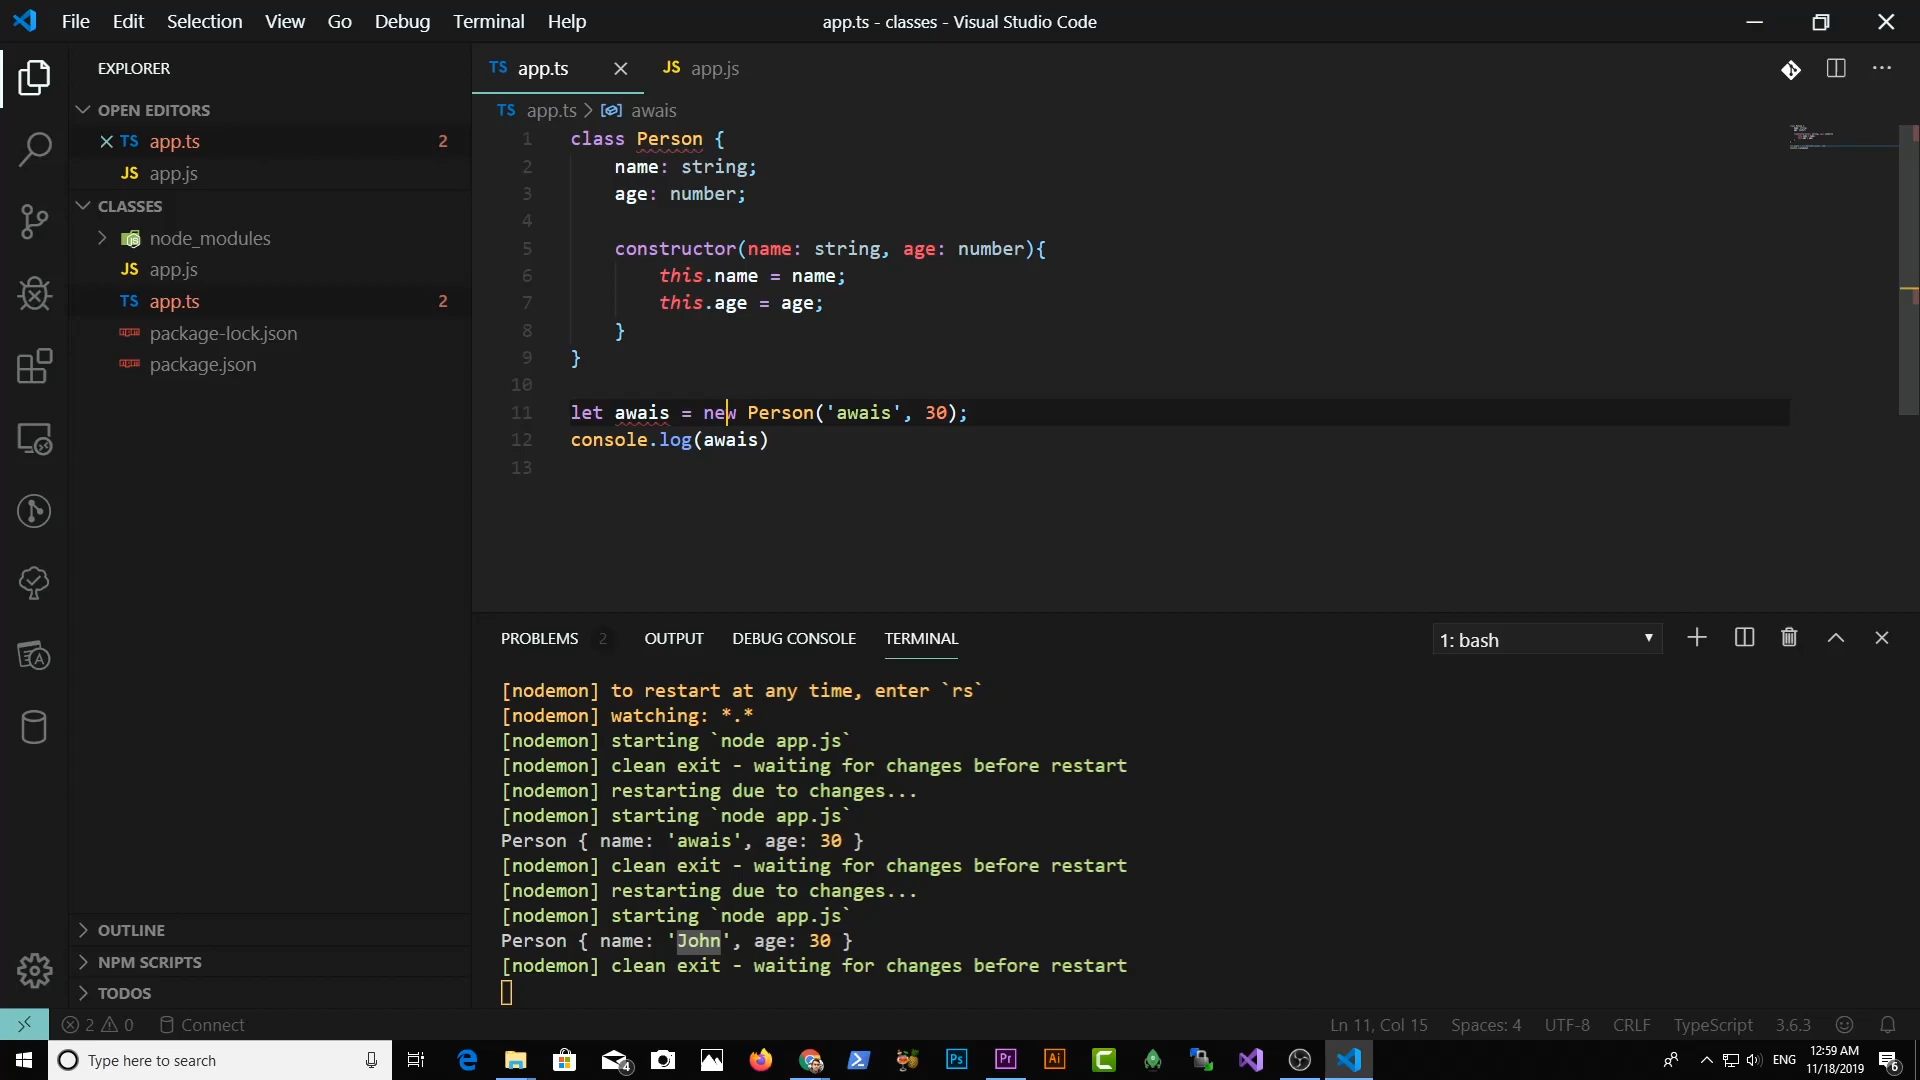 File Edit Selection View Go Debug Terminal Help
app.ts - classes - Visual Studio Code
EXPLORER
OPEN EDITORS
TS app.ts 2
JS app.js
CLASSES
node_modules
JS app.js
TS app.ts 2
package-lock.json
package.json
OUTLINE
NPM SCRIPTS
TODOS
TS app.ts
JS app.js
TS app.ts > awais
1 class Person {
2 name: string;
3 age: number;
4
5 constructor(name: string, age: number){
6 this.name = name;
7 this.age = age;
8 }
9 }
10
11 let awais = new Person('awais', 30);
12 console.log(awais)
13
PROBLEMS 2 OUTPUT DEBUG CONSOLE TERMINAL
1: bash
[nodemon] to restart at any time, enter `rs`
[nodemon] watching: *.*
[nodemon] starting `node app.js`
[nodemon] clean exit - waiting for changes before restart
[nodemon] restarting due to changes...
[nodemon] starting `node app.js`
Person { name: 'awais', age: 30 }
[nodemon] clean exit - waiting for changes before restart
[nodemon] restarting due to changes...
[nodemon] starting `node app.js`
Person { name: 'John', age: 30 }
[nodemon] clean exit - waiting for changes before restart
2 0 Connect
Ln 11, Col 15 Spaces: 4 UTF-8 CRLF TypeScript 3.6.3
Type here to search
4
Ps
Pr
Ai
ENG
12:59 AM
11/18/2019
6